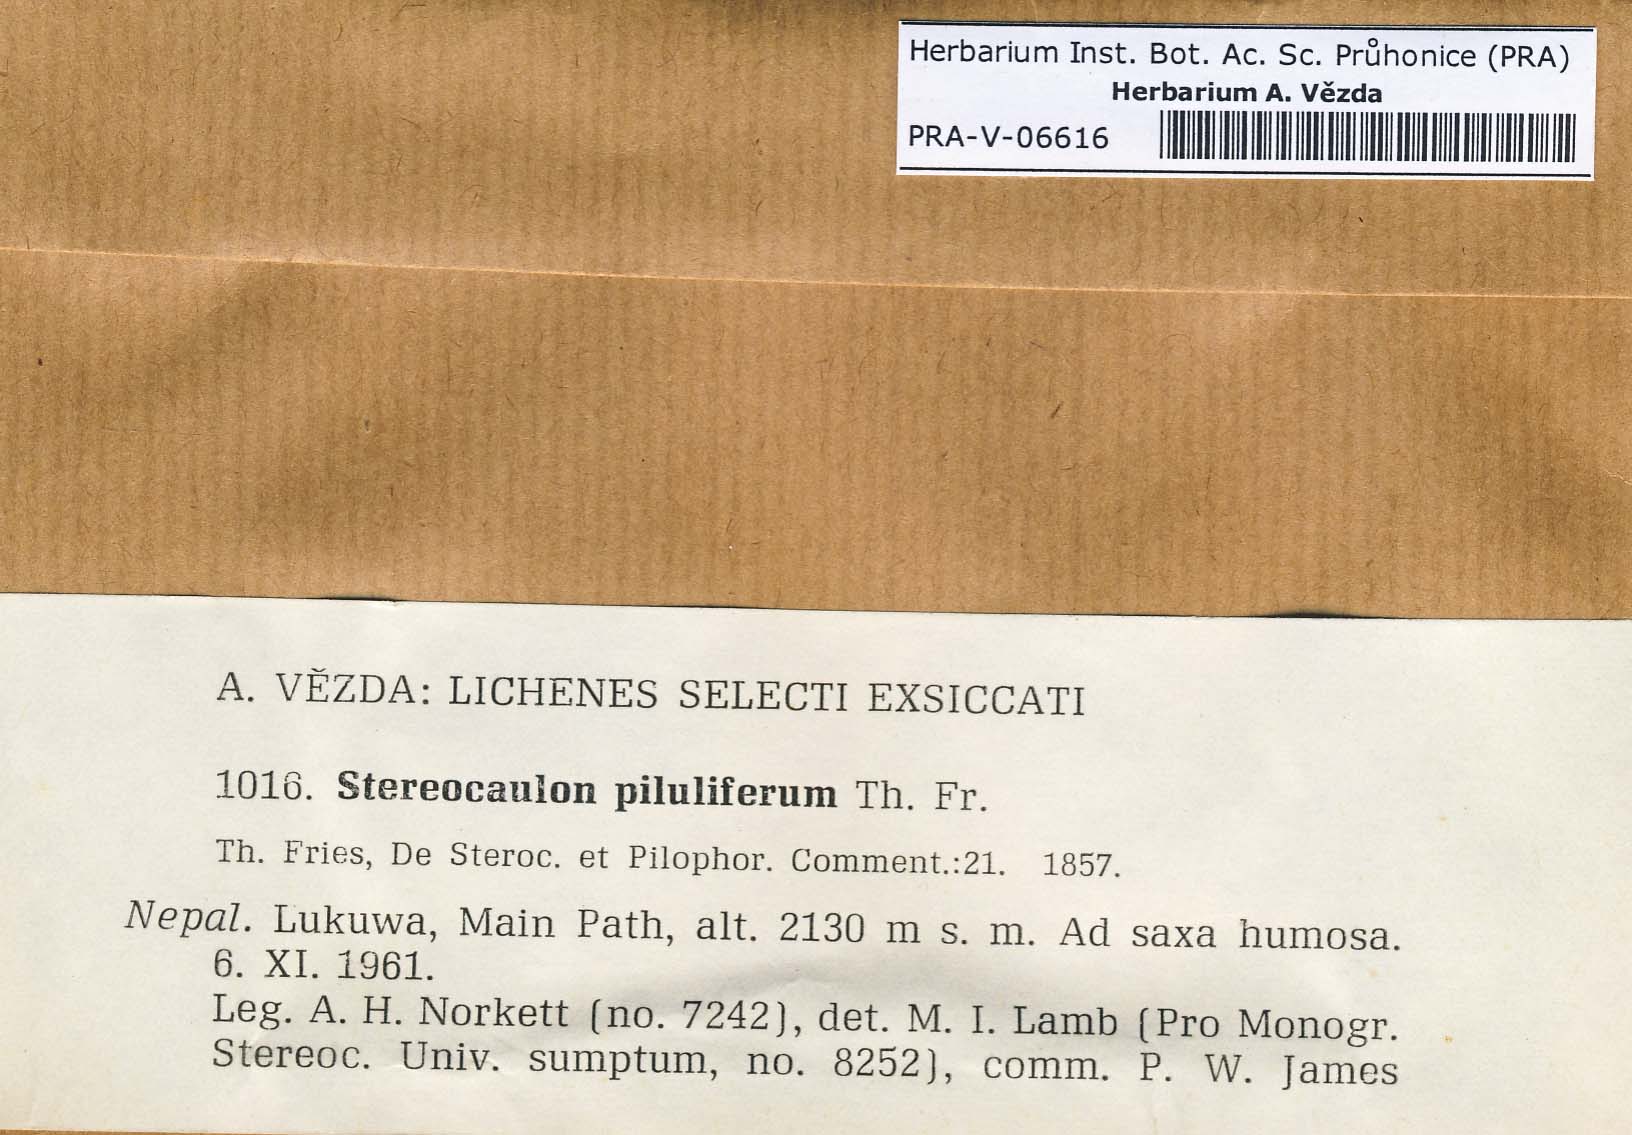 Herbarium Inst. Bot. Ac. Sc. Průhonice (PRA)
Herbarium A. Vězda
PRA-V-06616
A. VĚZDA: LICHENES SELECTI EXSICCATI
1016. Stereocaulon piluliferum Th. Fr.
Th. Fries, De Steroc. et Pilophor. Comment.:21. 1857.
Nepal. Lukuwa, Main Path, alt. 2130 m s. m. Ad saxa humosa.
6. XI. 1961.
Leg. A. H. Norkett (no. 7242), det. M. I. Lamb (Pro Monogr.
Stereoc. Univ. sumptum, no. 8252), comm. P. W. James